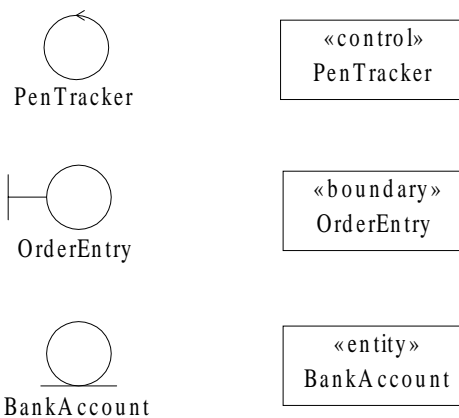 PenTracker
«control»
PenTracker
OrderEntry
«boundary»
OrderEntry
BankAccount
«entity»
BankAccount